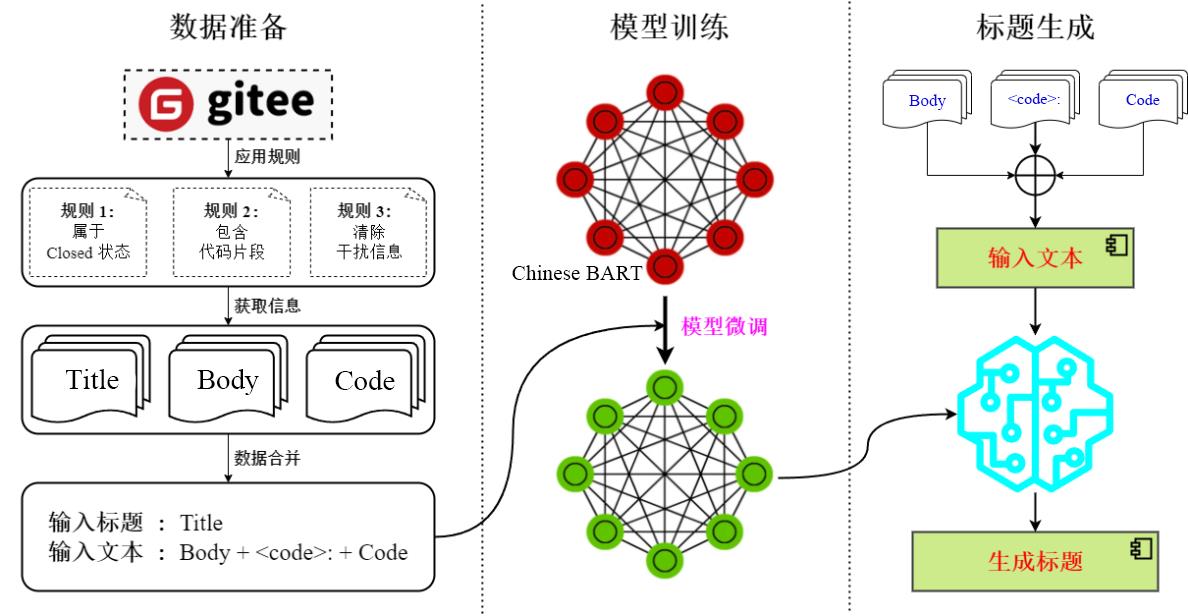 数据准备
gitee
应用规则
规则 1：
属于
Closed 状态
规则 2：
包含
代码片段
规则 3：
清除
干扰信息
获取信息
Title
Body
Code
数据合并
输入标题 ： Title
输入文本 ： Body + <code>: + Code
模型训练
Chinese BART
模型微调
标题生成
Body
<code>:
Code
输入文本
生成标题